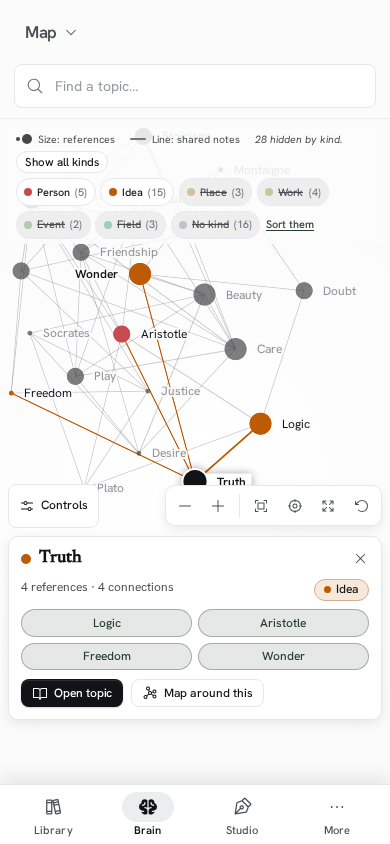 Map
Find a topic...
Size: references Line: shared notes 28 hidden by kind.
Show all kinds
Montaigne
Person (5) Idea (15) Place (3) Work (4)
Event (2) Field (3) No kind (16) Sort them
Friendship
Wonder
Doubt
Beauty
Socrates
Aristotle
Care
Play
Justice
Freedom
Logic
Desire
Truth
Plato
Controls
Truth
4 references · 4 connections
Idea
Logic Aristotle
Freedom Wonder
Open topic Map around this
Library Brain Studio More